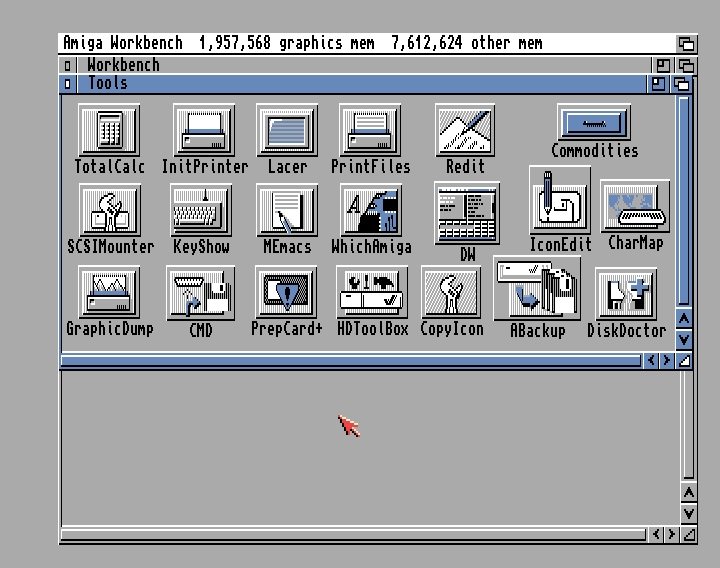 Amiga Workbench  1,957,568 graphics mem  7,612,624 other mem
Workbench
Tools
TotalCalc InitPrinter Lacer PrintFiles Redit Commodities
SCSIMounter KeyShow MEmacs WhichAmiga DW IconEdit CharMap
GraphicDump CMD PrepCard+ HDToolBox CopyIcon ABackup DiskDoctor